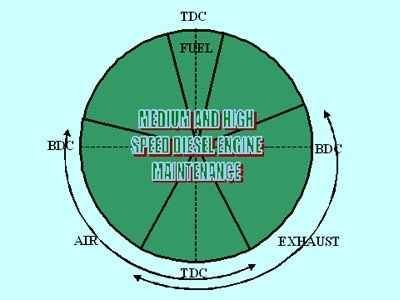 TDC
FUEL
MEDIUM AND HIGH
SPEED DIESEL ENGINE
MAINTENANCE
BDC
BDC
AIR
EXHAUST
TDC